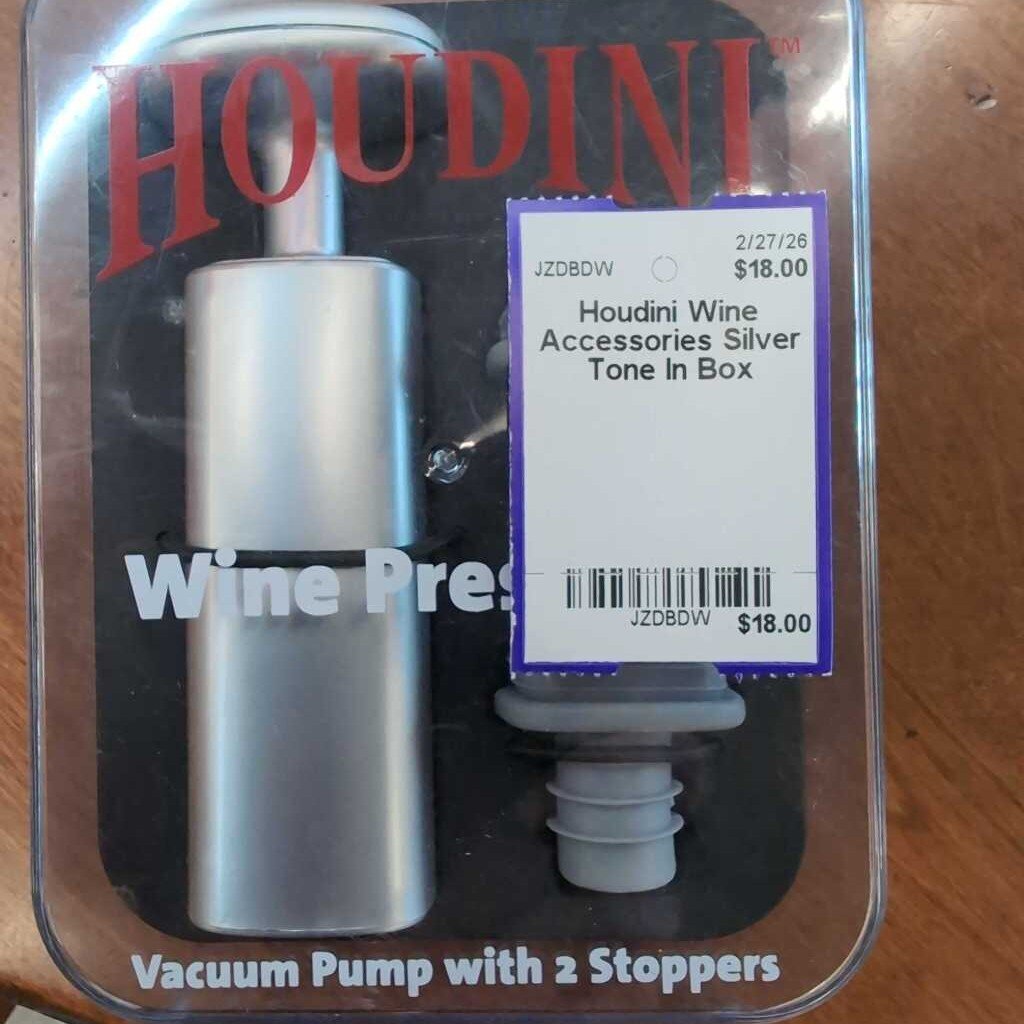 HOUDINI™
2/27/26
JZDBDW $18.00
Houdini Wine
Accessories Silver
Tone In Box
Wine Pres
JZDBDW $18.00
Vacuum Pump with 2 Stoppers